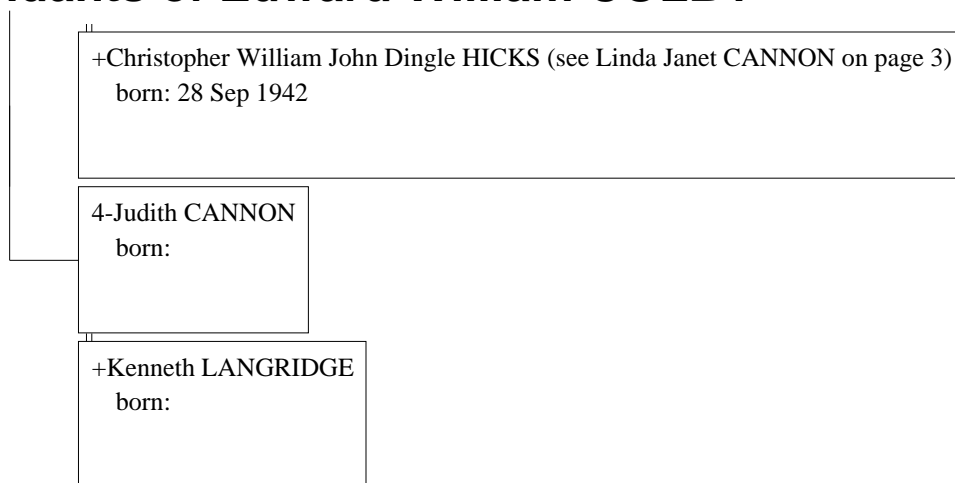 +Christopher William John Dingle HICKS (see Linda Janet CANNON on page 3)
born: 28 Sep 1942
4-Judith CANNON
born:
+Kenneth LANGRIDGE
born: